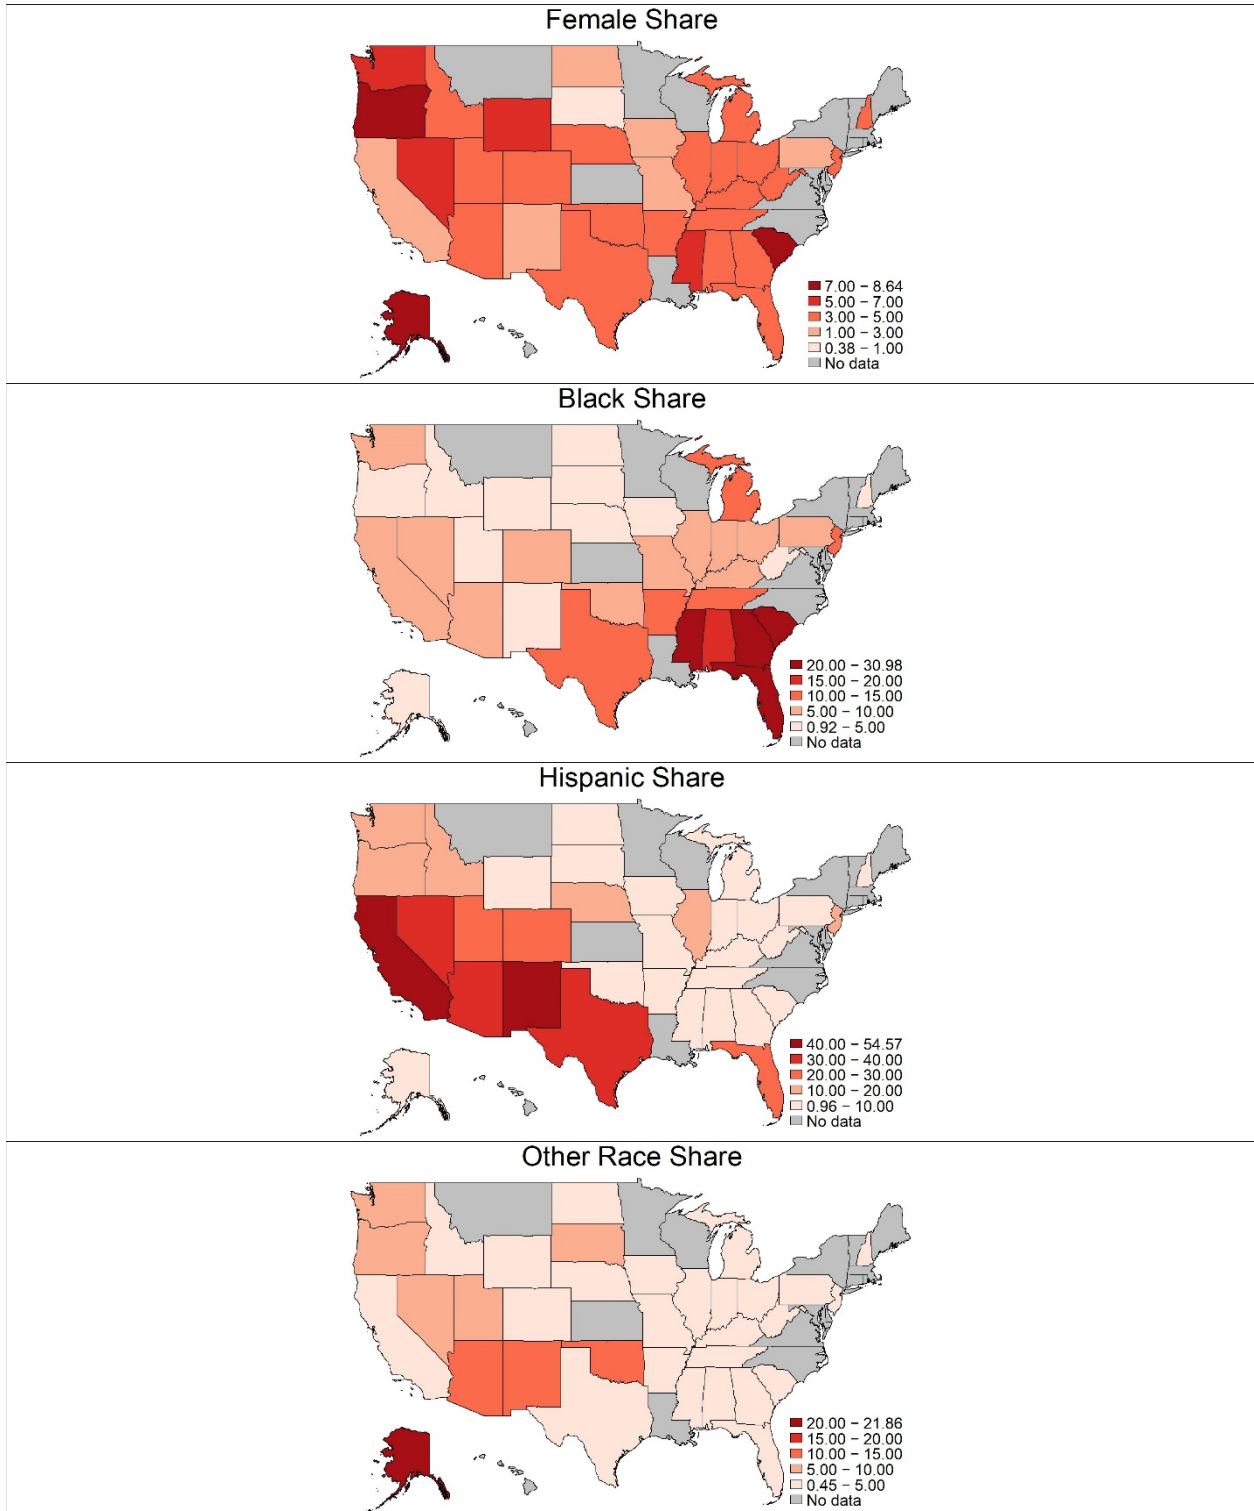 Female Share
7.00 – 8.64
5.00 – 7.00
3.00 – 5.00
1.00 – 3.00
0.38 – 1.00
No data
Black Share
20.00 – 30.98
15.00 – 20.00
10.00 – 15.00
5.00 – 10.00
0.92 – 5.00
No data
Hispanic Share
40.00 – 54.57
30.00 – 40.00
20.00 – 30.00
10.00 – 20.00
0.96 – 10.00
No data
Other Race Share
20.00 – 21.86
15.00 – 20.00
10.00 – 15.00
5.00 – 10.00
0.45 – 5.00
No data